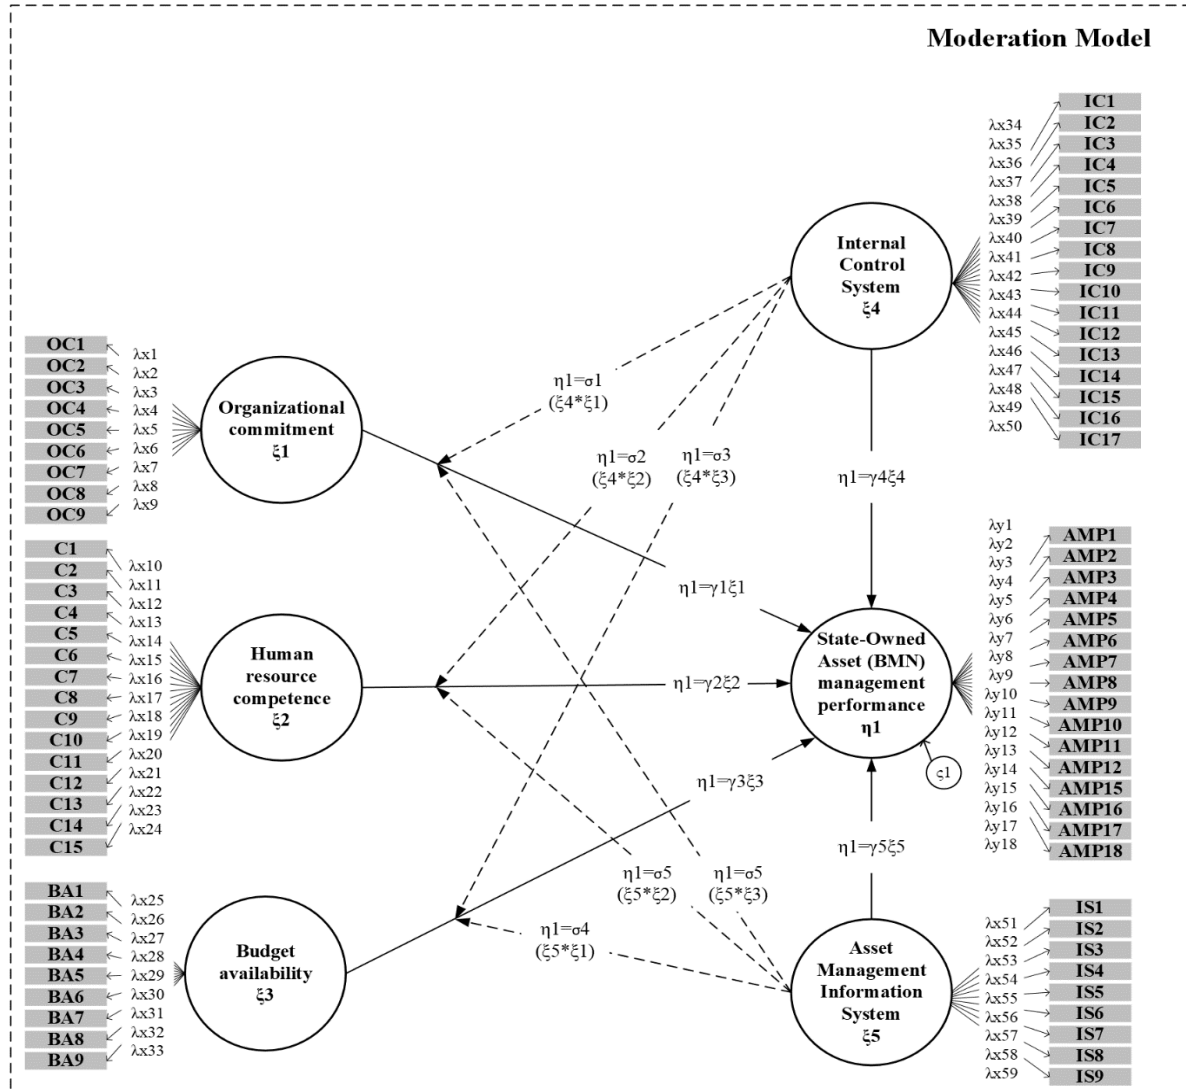 Moderation Model
IC1
IC2
IC3
IC4
IC5
IC6
IC7
IC8
IC9
IC10
IC11
IC12
IC13
IC14
IC15
IC16
IC17
λx34
λx35
λx36
λx37
λx38
λx39
λx40
λx41
λx42
λx43
λx44
λx45
λx46
λx47
λx48
λx49
λx50
Internal
Control
System
ξ4
OC1
OC2
OC3
OC4
OC5
OC6
OC7
OC8
OC9
λx1
λx2
λx3
λx4
λx5
λx6
λx7
λx8
λx9
Organizational
commitment
ξ1
η1=σ1
(ξ4*ξ1)
η1=σ2
(ξ4*ξ2)
η1=σ3
(ξ4*ξ3)
η1=γ4ξ4
η1=γ1ξ1
C1
C2
C3
C4
C5
C6
C7
C8
C9
C10
C11
C12
C13
C14
C15
λx10
λx11
λx12
λx13
λx14
λx15
λx16
λx17
λx18
λx19
λx20
λx21
λx22
λx23
λx24
Human
resource
competence
ξ2
η1=γ2ξ2
State-Owned
Asset (BMN)
management
performance
η1
ς1
λy1
λy2
λy3
λy4
λy5
λy6
λy7
λy8
λy9
λy10
λy11
λy12
λy13
λy14
λy15
λy16
λy17
λy18
AMP1
AMP2
AMP3
AMP4
AMP5
AMP6
AMP7
AMP8
AMP9
AMP10
AMP11
AMP12
AMP15
AMP16
AMP17
AMP18
η1=γ3ξ3
η1=γ5ξ5
η1=σ5
(ξ5*ξ2)
η1=σ5
(ξ5*ξ3)
η1=σ4
(ξ5*ξ1)
BA1
BA2
BA3
BA4
BA5
BA6
BA7
BA8
BA9
λx25
λx26
λx27
λx28
λx29
λx30
λx31
λx32
λx33
Budget
availability
ξ3
Asset
Management
Information
System
ξ5
λx51
λx52
λx53
λx54
λx55
λx56
λx57
λx58
λx59
IS1
IS2
IS3
IS4
IS5
IS6
IS7
IS8
IS9